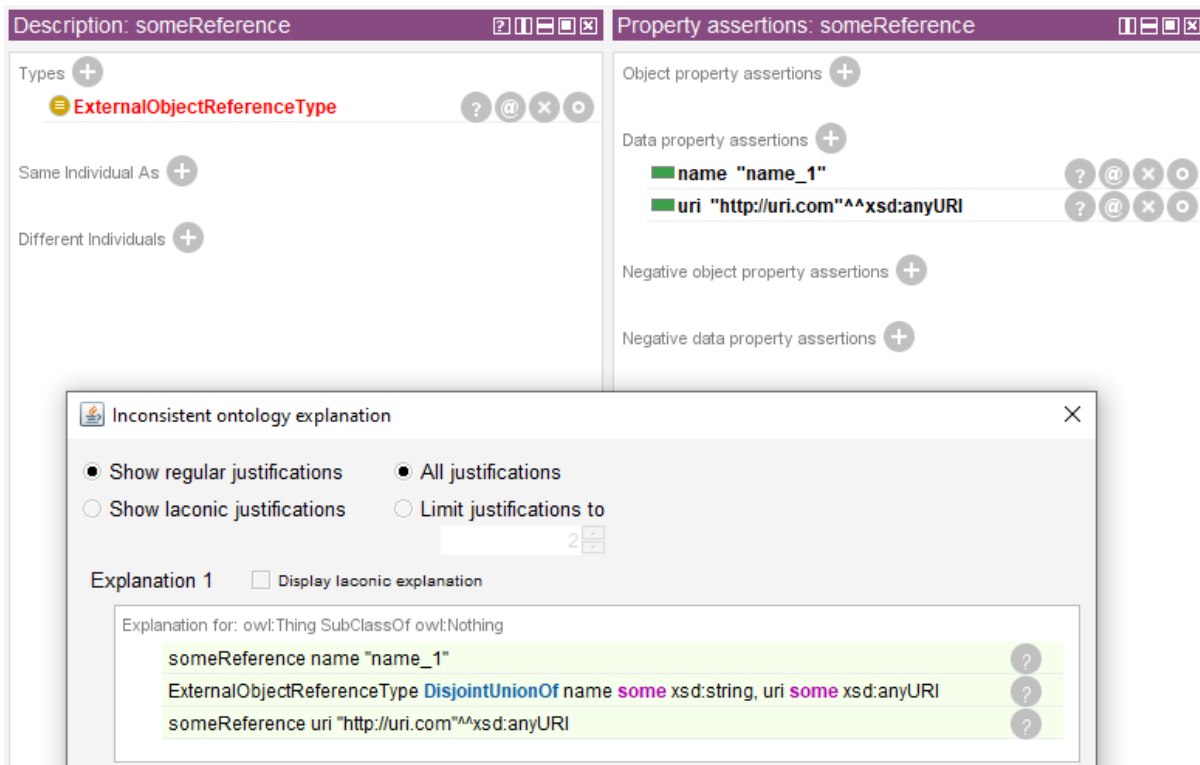 Description: someReference
Property assertions: someReference
Types
ExternalObjectReferenceType
Same Individual As
Different Individuals
Object property assertions
Data property assertions
name "name_1"
uri "http://uri.com"^^xsd:anyURI
Negative object property assertions
Negative data property assertions
Inconsistent ontology explanation
Show regular justifications
All justifications
Show laconic justifications
Limit justifications to
2
Explanation 1
Display laconic explanation
Explanation for: owl:Thing SubClassOf owl:Nothing
someReference name "name_1"
ExternalObjectReferenceType DisjointUnionOf name some xsd:string, uri some xsd:anyURI
someReference uri "http://uri.com"^^xsd:anyURI